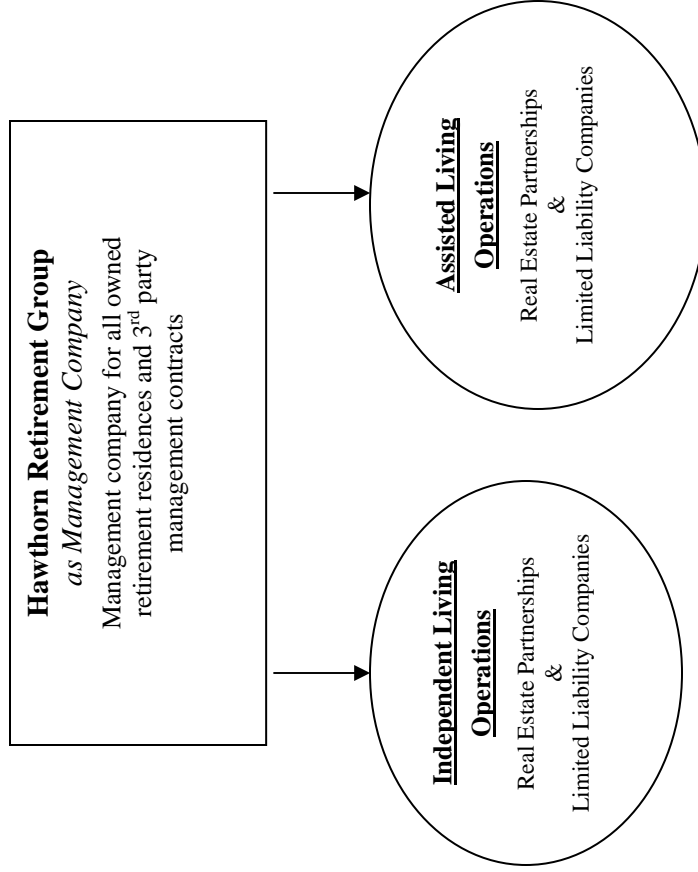 Hawthorn Retirement Group
as Management Company
Management company for all owned
retirement residences and 3rd party
management contracts
Independent Living
Operations
Real Estate Partnerships
&
Limited Liability Companies
Assisted Living
Operations
Real Estate Partnerships
&
Limited Liability Companies